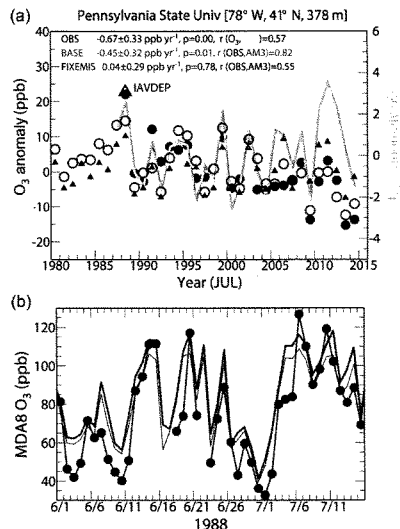 (a) Pennsylvania State Univ [78° W, 41° N, 378 m]
OBS -0.67±0.33 ppb yr⁻¹, p=0.00, r (O₃, )=0.57
BASE -0.45±0.32 ppb yr⁻¹, p=0.01, r (OBS,AM3)=0.82
FIXEMIS 0.04±0.29 ppb yr⁻¹, p=0.78, r (OBS,AM3)=0.55
IAVDEP
O₃ anomaly (ppb)
40
30
20
10
0
-10
-20
6
4
2
0
-2
-4
1980 1985 1990 1995 2000 2005 2010 2015
Year (JUL)
(b)
MDA8 O₃ (ppb)
120
100
80
60
40
6/1 6/6 6/11 6/16 6/21 6/26 7/1 7/6 7/11
1988